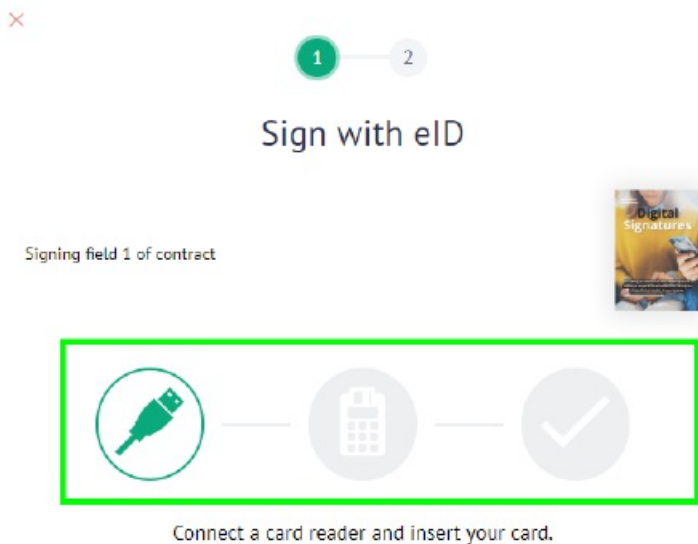 1
2
Sign with eID
Digital
Signatures
Signing field 1 of contract
Connect a card reader and insert your card.